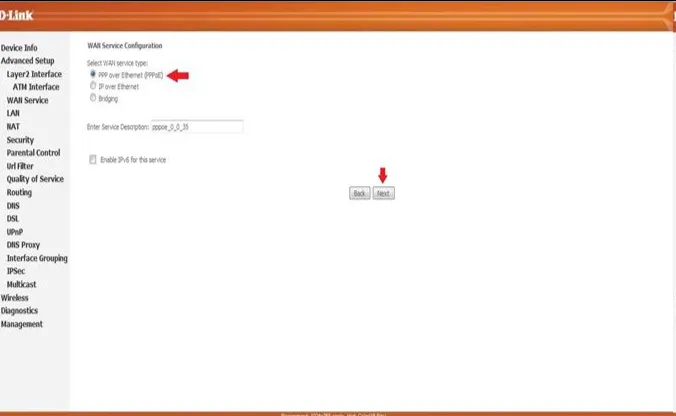 D-Link
Device Info
Advanced Setup
Layer2 Interface
ATM Interface
WAN Service
LAN
NAT
Security
Parental Control
Url Filter
Quality of Service
Routing
DNS
DSL
UPnP
DNS Proxy
Interface Grouping
IPSec
Multicast
Wireless
Diagnostics
Management
WAN Service Configuration
Select WAN service type:
PPP over Ethernet (PPPoE)
IP over Ethernet
Bridging
Enter Service Description: pppoe_0_0_35
Enable IPv6 for this service
Back Next